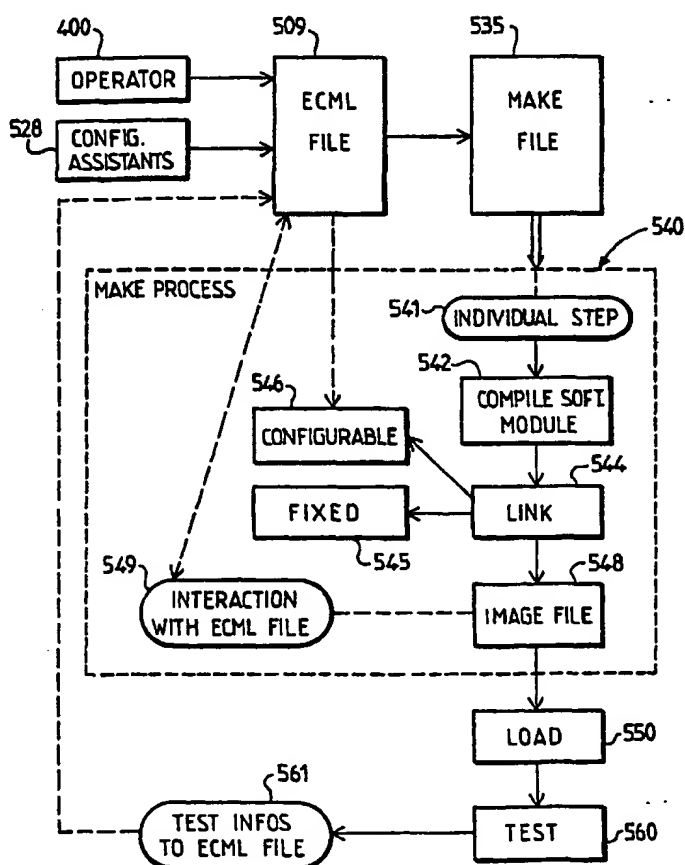 400
OPERATOR
528
CONFIG.
ASSISTANTS
509
ECML
FILE
535
MAKE
FILE
540
MAKE PROCESS
541
INDIVIDUAL STEP
542
COMPILE SOFT.
MODULE
546
CONFIGURABLE
544
LINK
FIXED
545
548
IMAGE FILE
549
INTERACTION
WITH ECML FILE
LOAD
550
561
TEST INFOS
TO ECML FILE
TEST
560